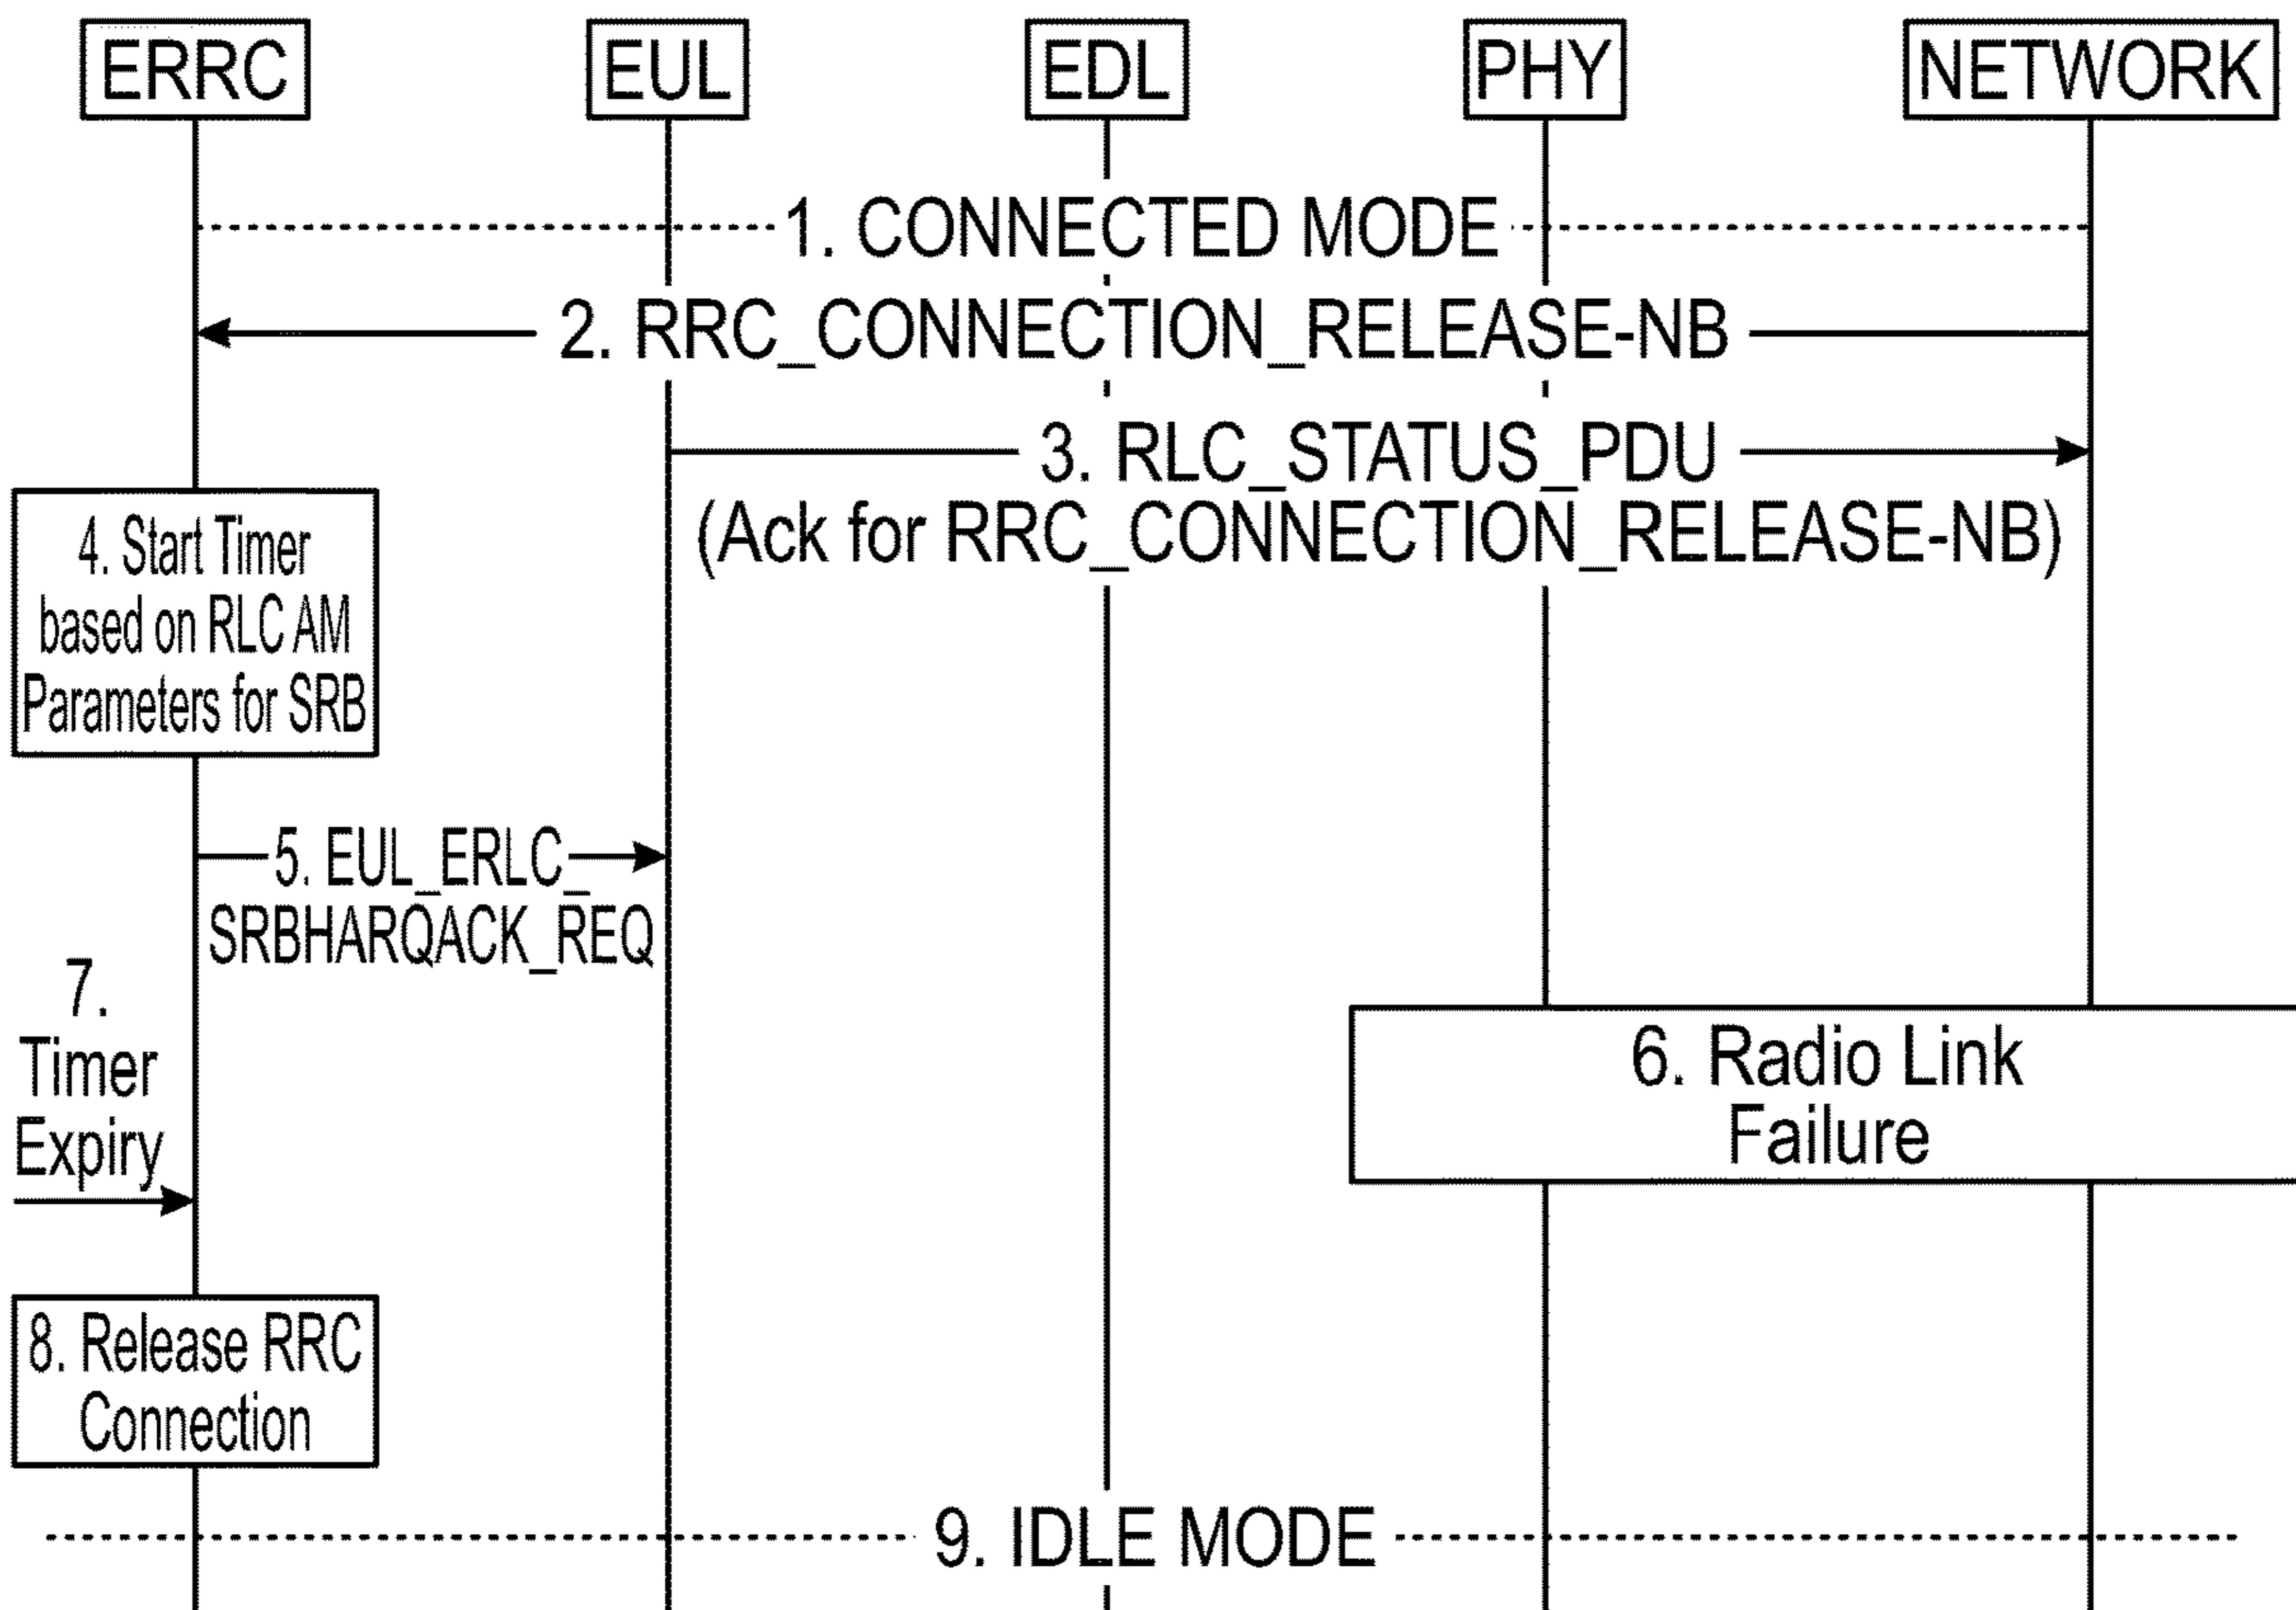 ERRC
EUL
EDL
PHY
NETWORK
1. CONNECTED MODE
2. RRC_CONNECTION_RELEASE-NB
3. RLC_STATUS_PDU
(Ack for RRC_CONNECTION_RELEASE-NB)
4. Start Timer
based on RLC AM
Parameters for SRB
5. EUL_ERLC_
SRBHARQACK_REQ
6. Radio Link
Failure
7.
Timer
Expiry
8. Release RRC
Connection
9. IDLE MODE